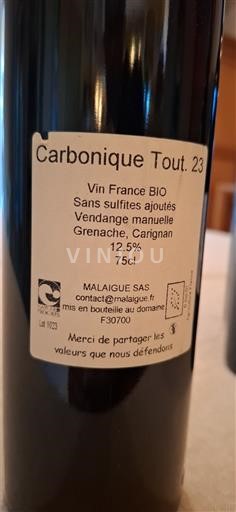 Carbonique Tout. 23
Vin France BIO
Sans sulfites ajoutés
Vendange manuelle
Grenache, Carignan
VINTOU
12,5%
75cl
MALAIGUE SAS
contact@malaigue.fr
mis en bouteille au domaine
F30700
Lot 1023
Merci de partager les
valeurs que nous défendons